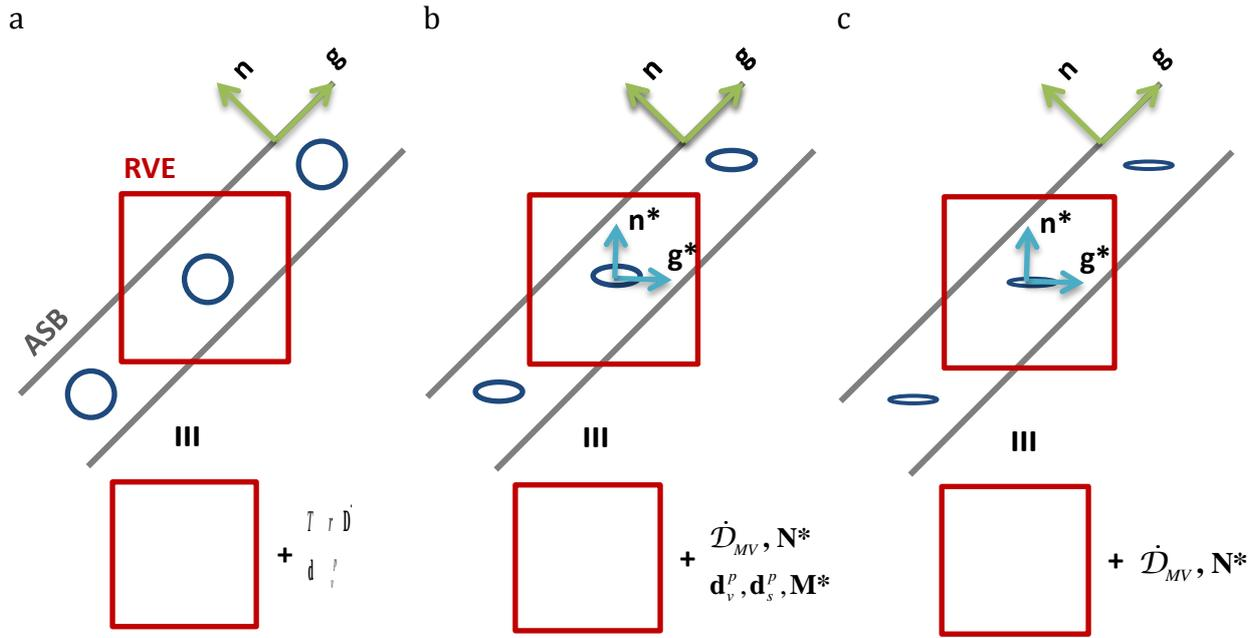 a b c
n g n g n g
RVE
n* n*
g* g*
ASB
III III III
+ + 𝒟̇_MV, N* + 𝒟̇_MV, N*
d_v^p, d_s^p, M*